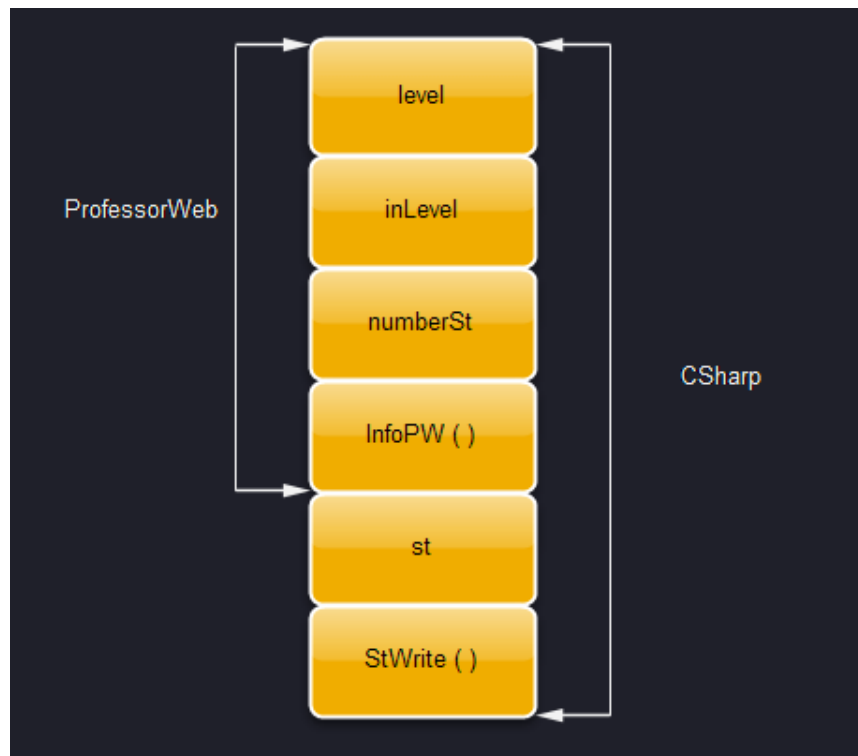 level
ProfessorWeb
inLevel
numberSt
CSharp
InfoPW ( )
st
StWrite ( )